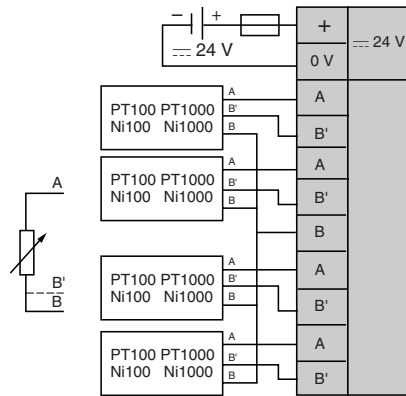 − +
⎓ 24 V
+
⎓ 24 V
0 V
PT100 PT1000
Ni100 Ni1000
A
B'
B
A
B'
PT100 PT1000
Ni100 Ni1000
A
B'
B
A
B'
B
A
B'
B
PT100 PT1000
Ni100 Ni1000
A
B'
B
A
B'
PT100 PT1000
Ni100 Ni1000
A
B'
B
A
B'